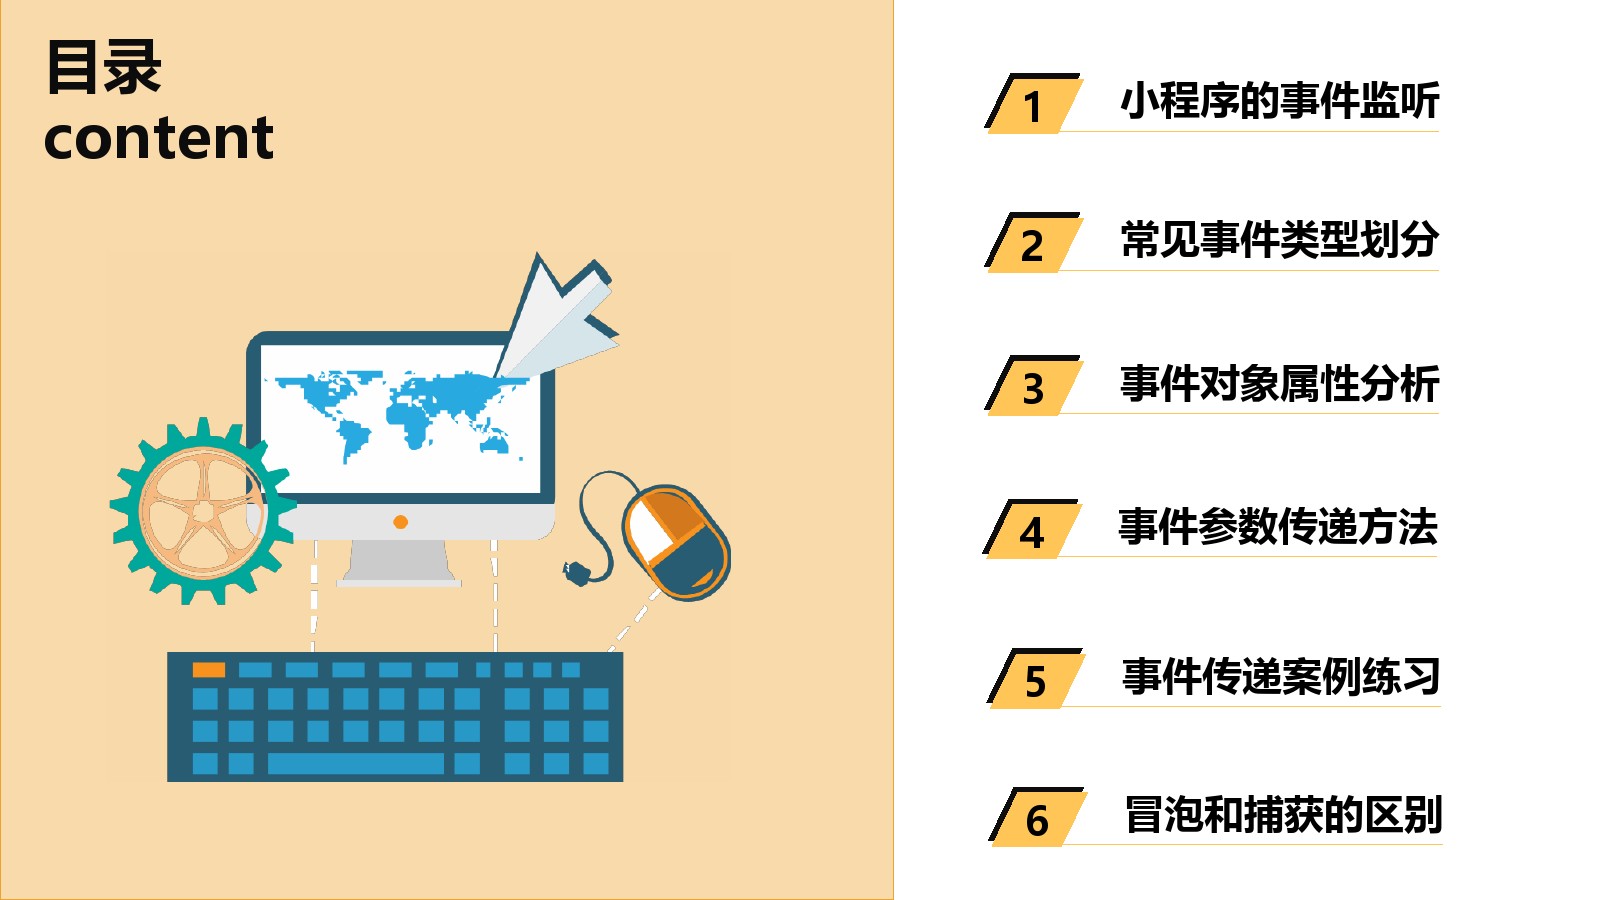 目录
content
1 小程序的事件监听
2 常见事件类型划分
3 事件对象属性分析
4 事件参数传递方法
5 事件传递案例练习
6 冒泡和捕获的区别